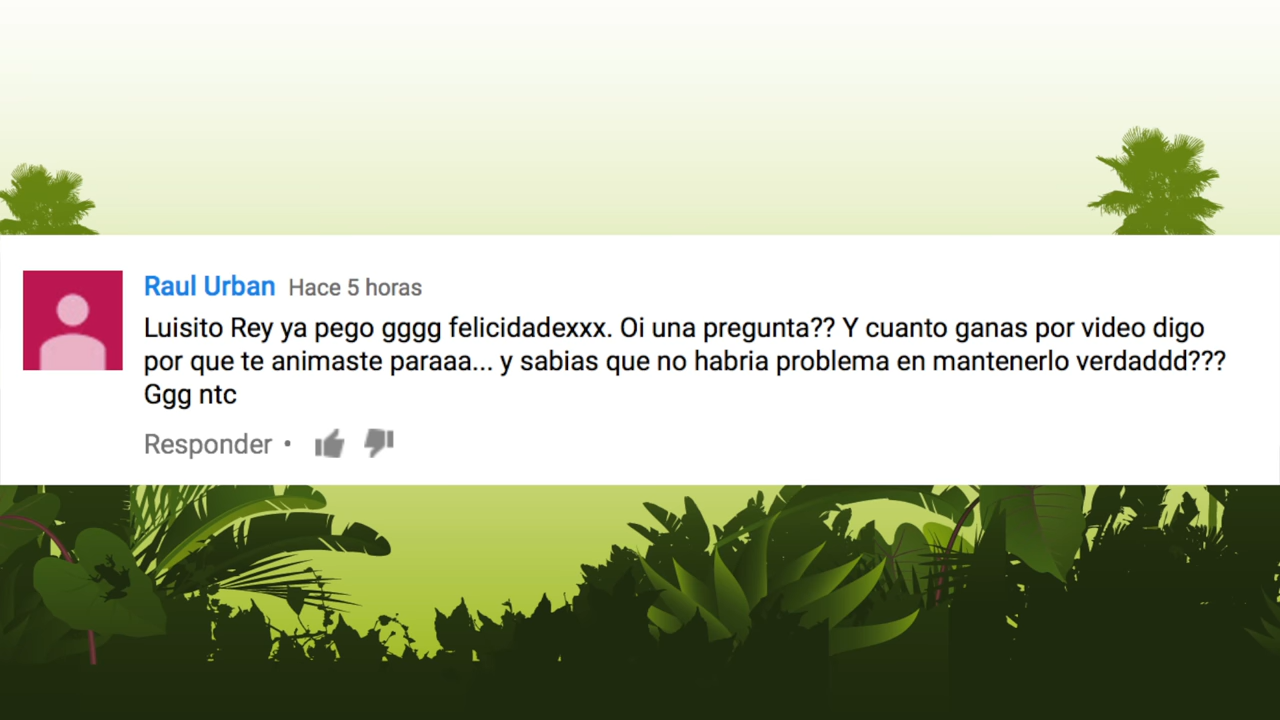 Raul Urban Hace 5 horas
Luisito Rey ya pego gggg felicidadexxx. Oi una pregunta?? Y cuanto ganas por video digo
por que te animaste paraaa... y sabias que no habria problema en mantenerlo verdaddd???
Ggg ntc
Responder •